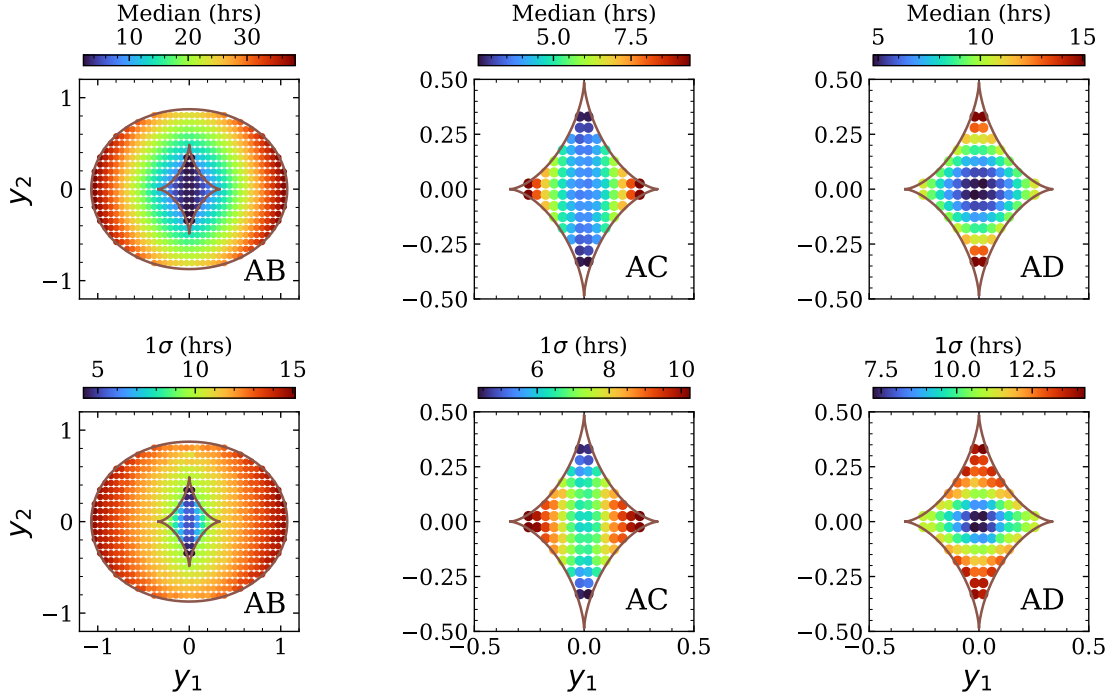 Median (hrs) Median (hrs) Median (hrs)
10 20 30 5.0 7.5 5 10 15
1 0.50 0.50
0.25 0.25
y2 0 0.00 0.00
−0.25 −0.25
−1 AB AC AD
−0.50 −0.50
1σ (hrs) 1σ (hrs) 1σ (hrs)
5 10 15 6 8 10 7.5 10.0 12.5
1 0.50 0.50
0.25 0.25
y2 0 0.00 0.00
−0.25 −0.25
−1 AB AC AD
−0.50 −0.50
−1 0 1 −0.5 0.0 0.5 −0.5 0.0 0.5
y1 y1 y1